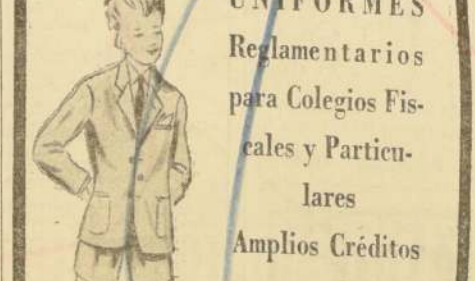 UNIFORMES
Reglamentarios
para Colegios Fis-
cales y Particu-
lares
Amplios Créditos